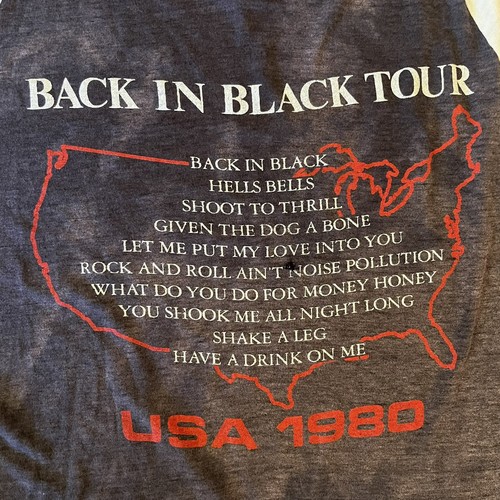 BACK IN BLACK TOUR
BACK IN BLACK
HELLS BELLS
SHOOT TO THRILL
GIVEN THE DOG A BONE
LET ME PUT MY LOVE INTO YOU
ROCK AND ROLL AIN'T NOISE POLLUTION
WHAT DO YOU DO FOR MONEY HONEY
YOU SHOOK ME ALL NIGHT LONG
SHAKE A LEG
HAVE A DRINK ON ME
USA 1980